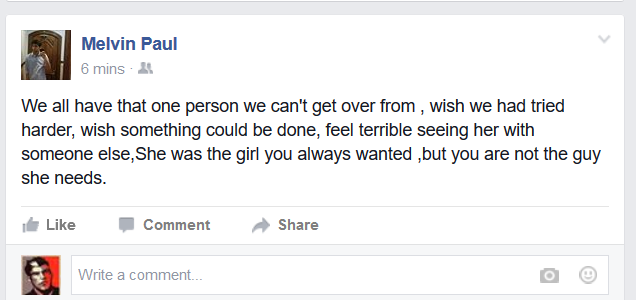 Melvin Paul
6 mins ·
We all have that one person we can't get over from , wish we had tried
harder, wish something could be done, feel terrible seeing her with
someone else,She was the girl you always wanted ,but you are not the guy
she needs.
Like Comment Share
Write a comment...